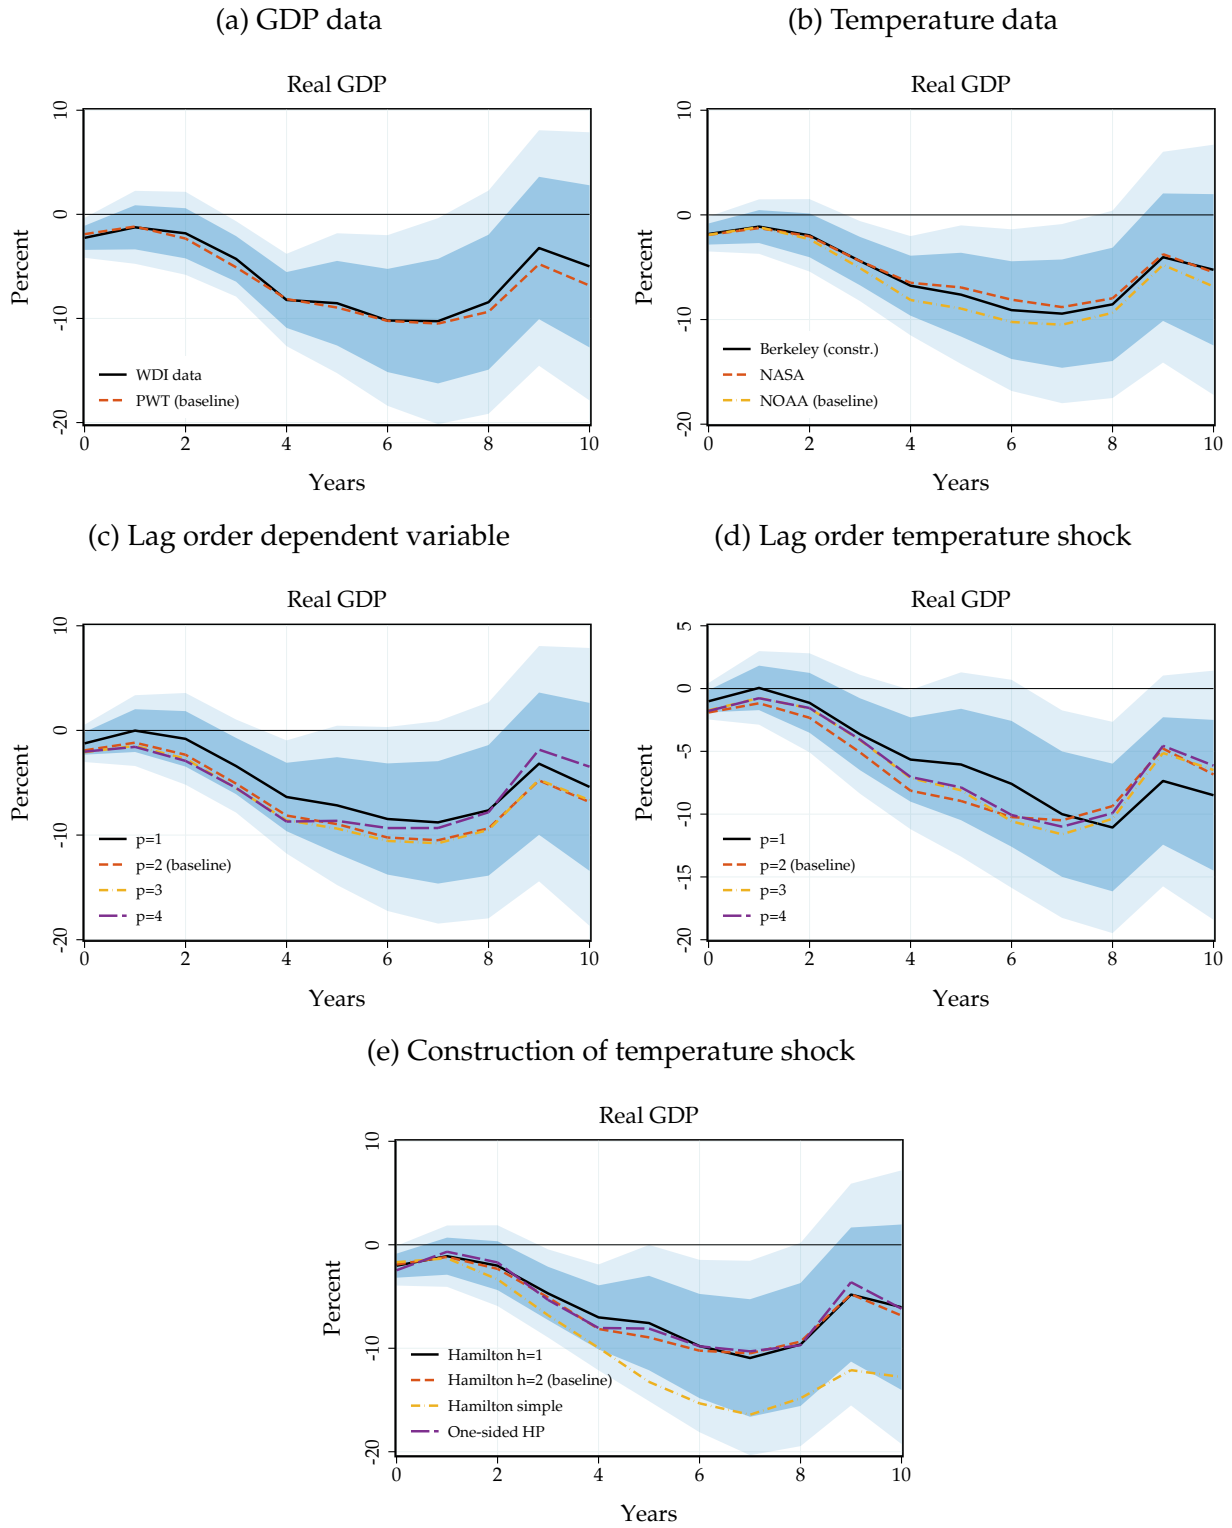 (a) GDP data
Real GDP
Percent
10
0
-10
-20
WDI data
PWT (baseline)
0 2 4 6 8 10
Years
(b) Temperature data
Real GDP
Percent
10
0
-10
-20
Berkeley (constr.)
NASA
NOAA (baseline)
0 2 4 6 8 10
Years
(c) Lag order dependent variable
Real GDP
Percent
10
0
-10
-20
p=1
p=2 (baseline)
p=3
p=4
0 2 4 6 8 10
Years
(d) Lag order temperature shock
Real GDP
Percent
5
0
-5
-10
-15
-20
p=1
p=2 (baseline)
p=3
p=4
0 2 4 6 8 10
Years
(e) Construction of temperature shock
Real GDP
Percent
10
0
-10
-20
Hamilton h=1
Hamilton h=2 (baseline)
Hamilton simple
One-sided HP
0 2 4 6 8 10
Years